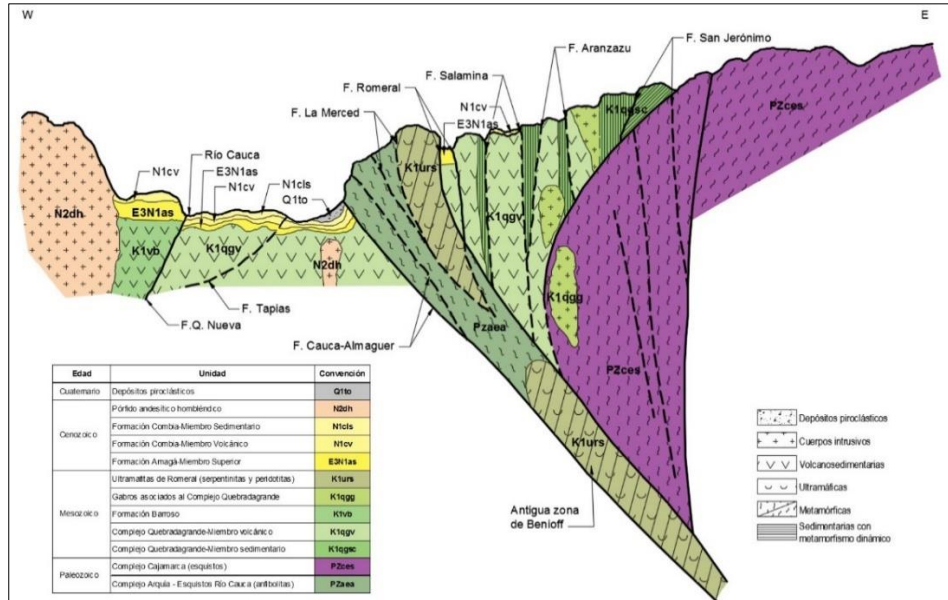 W
E
F. San Jerónimo
F. Aranzazu
F. Salamina
F. Romeral
N1cv
E3N1as
F. La Merced
K1qgsc
PZces
K1urs
Río Cauca
N1cv
E3N1as
N1cv
N1cls
Q1to
N2dh
E3N1as
K1vb
K1qgv
K1qgv
N2dh
K1qgg
Pzaea
PZces
F. Tapias
F.Q. Nueva
F. Cauca-Almaguer
K1urs
Antigua zona
de Benioff
Edad Unidad Convención
Cuaternario Depósitos piroclásticos Q1to
Cenozoico
Pórfido andesítico hornbléndico N2dh
Formación Combia-Miembro Sedimentario N1cls
Formación Combia-Miembro Volcánico N1cv
Formación Amagá-Miembro Superior E3N1as
Mesozoico
Ultramafitas de Romeral (serpentinitas y peridotitas) K1urs
Gabros asociados al Complejo Quebradagrande K1qgg
Formación Barroso K1vb
Complejo Quebradagrande-Miembro volcánico K1qgv
Complejo Quebradagrande-Miembro sedimentario K1qgsc
Paleozoico
Complejo Cajamarca (esquistos) PZces
Complejo Arquía - Esquistos Río Cauca (anfibolitas) PZaea
Depósitos piroclásticos
Cuerpos intrusivos
Volcanosedimentarias
Ultramáficas
Metamórficas
Sedimentarias con
metamorfismo dinámico